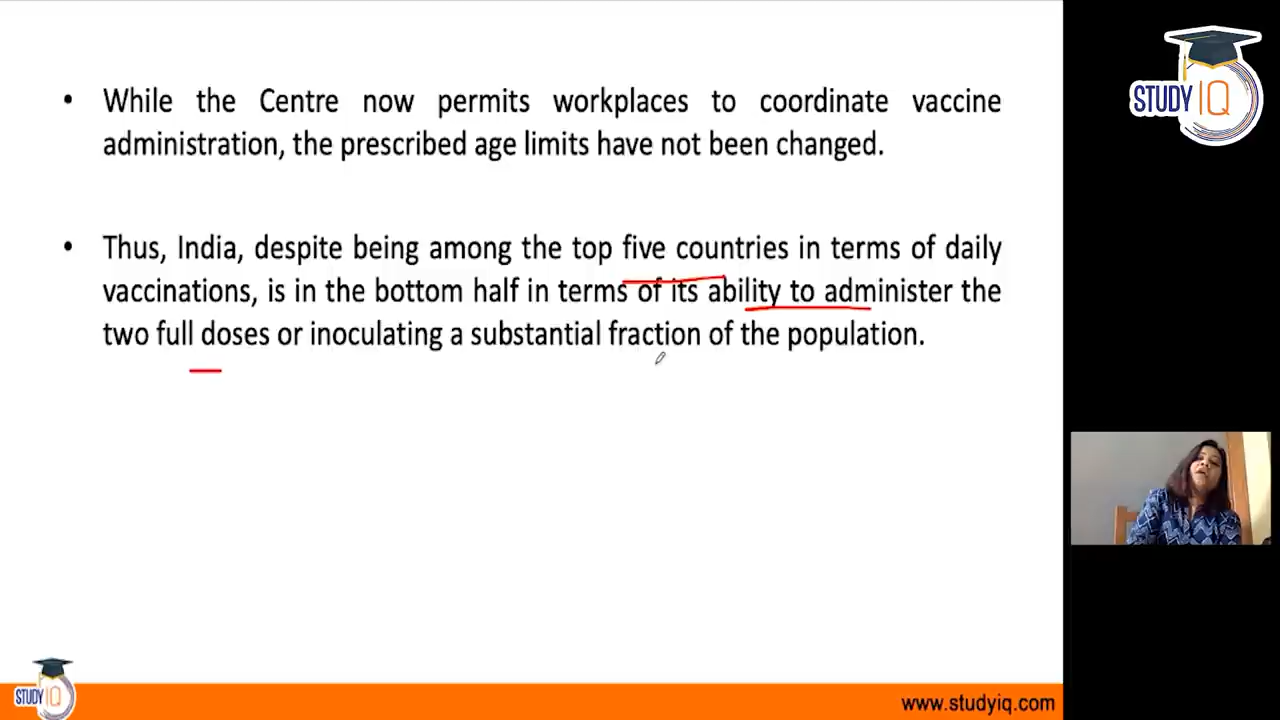 • While the Centre now permits workplaces to coordinate vaccine
administration, the prescribed age limits have not been changed.
• Thus, India, despite being among the top five countries in terms of daily
vaccinations, is in the bottom half in terms of its ability to administer the
two full doses or inoculating a substantial fraction of the population.
STUDY IQ
STUDY IQ
www.studyiq.com